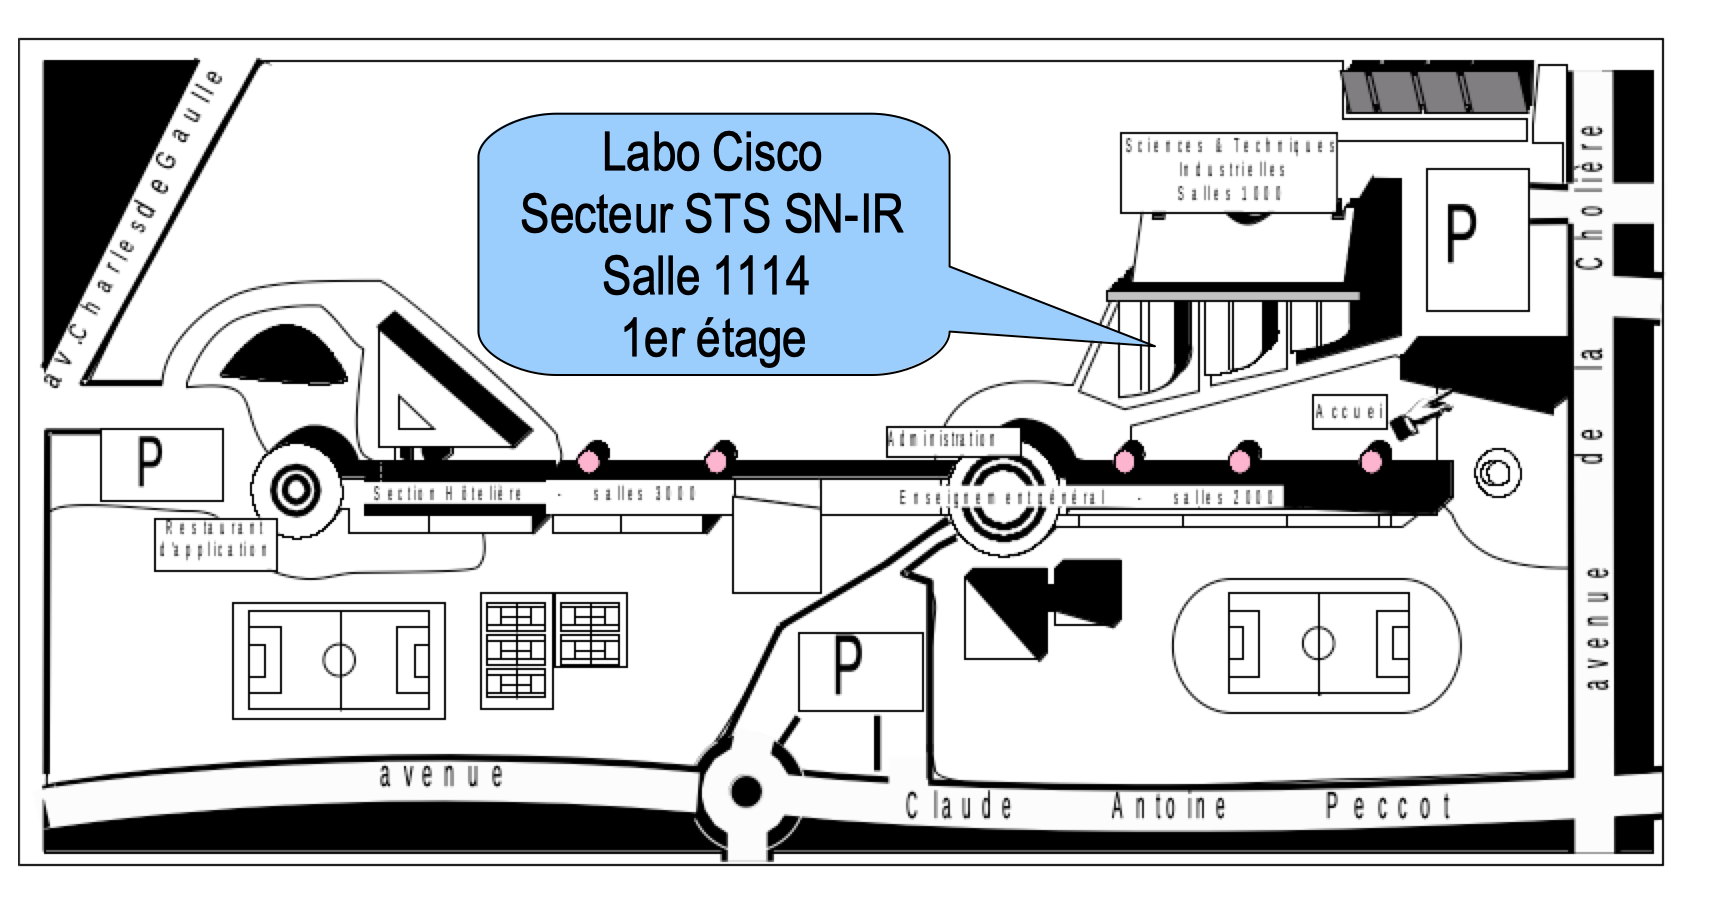 av. Charles de Gaulle
Labo Cisco
Secteur STS SN-IR
Salle 1114
1er étage
Sciences & Techniques
Industrielles
Salles 1000
P
avenue de la Cholière
Accuei
Administration
P
Section Hôtelière - salles 3000
Enseignement général - salles 2000
Restaurant
d'application
P
avenue Claude Antoine Peccot